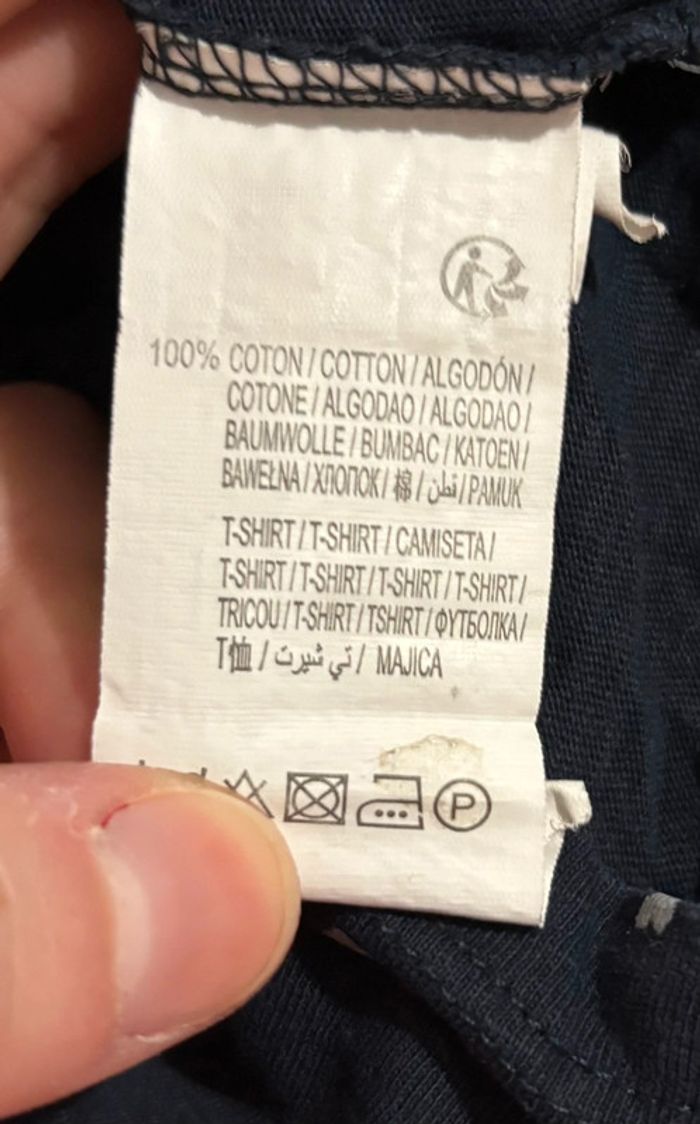 100% COTON / COTTON / ALGODÓN /
COTONE / ALGODAO / ALGODAO /
BAUMWOLLE / BUMBAC / KATOEN /
BAWEŁNA / ХЛОПОК / 棉 / قطن / PAMUK
T-SHIRT / T-SHIRT / CAMISETA /
T-SHIRT / T-SHIRT / T-SHIRT / T-SHIRT /
TRICOU / T-SHIRT / TSHIRT / ФУТБОЛКА /
T恤 / تي شيرت / MAJICA
P